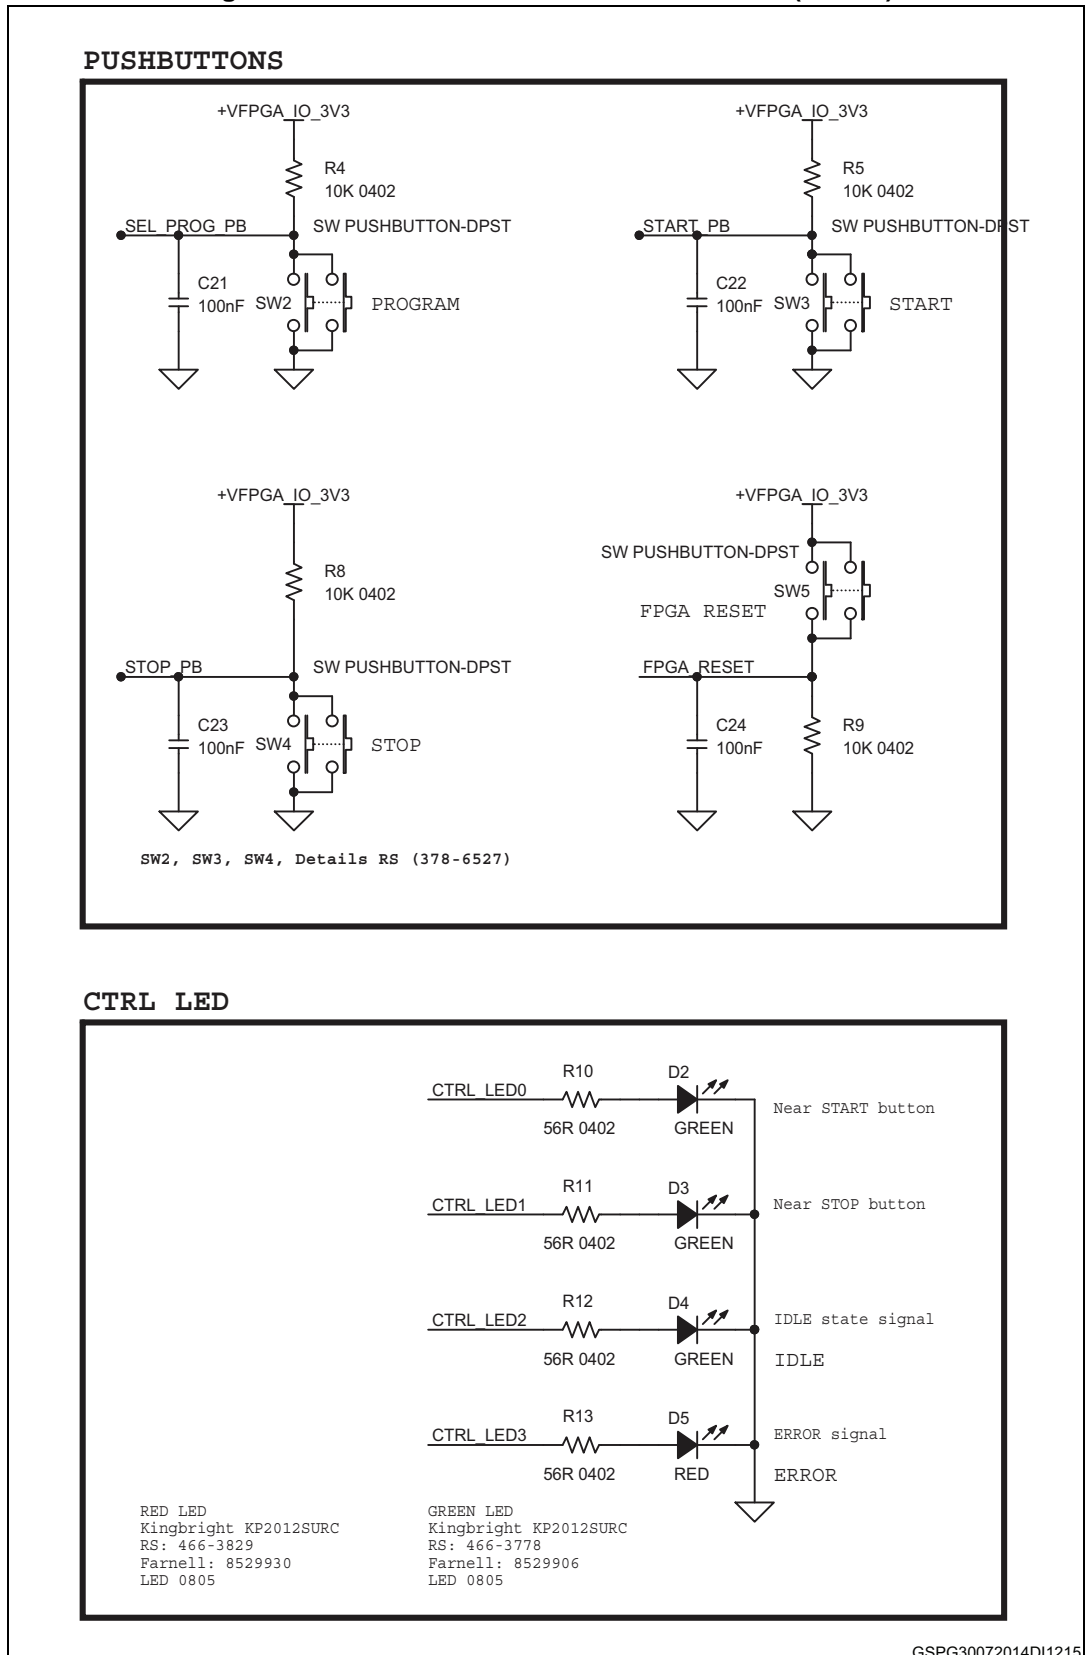 PUSHBUTTONS
+VFPGA_IO_3V3
R4
10K 0402
SEL_PROG_PB
SW PUSHBUTTON-DPST
C21
100nF
SW2
PROGRAM
+VFPGA_IO_3V3
R5
10K 0402
START_PB
SW PUSHBUTTON-DPST
C22
100nF
SW3
START
+VFPGA_IO_3V3
R8
10K 0402
STOP_PB
SW PUSHBUTTON-DPST
C23
100nF
SW4
STOP
+VFPGA_IO_3V3
SW PUSHBUTTON-DPST
SW5
FPGA RESET
FPGA_RESET
C24
100nF
R9
10K 0402
SW2, SW3, SW4, Details RS (378-6527)
CTRL LED
R10
D2
CTRL_LED0
56R 0402
GREEN
Near START button
R11
D3
CTRL_LED1
56R 0402
GREEN
Near STOP button
R12
D4
CTRL_LED2
56R 0402
GREEN
IDLE state signal
IDLE
R13
D5
CTRL_LED3
56R 0402
RED
ERROR signal
ERROR
RED LED
Kingbright KP2012SURC
RS: 466-3829
Farnell: 8529930
LED 0805
GREEN LED
Kingbright KP2012SURC
RS: 466-3778
Farnell: 8529906
LED 0805
GSPG30072014DI1215